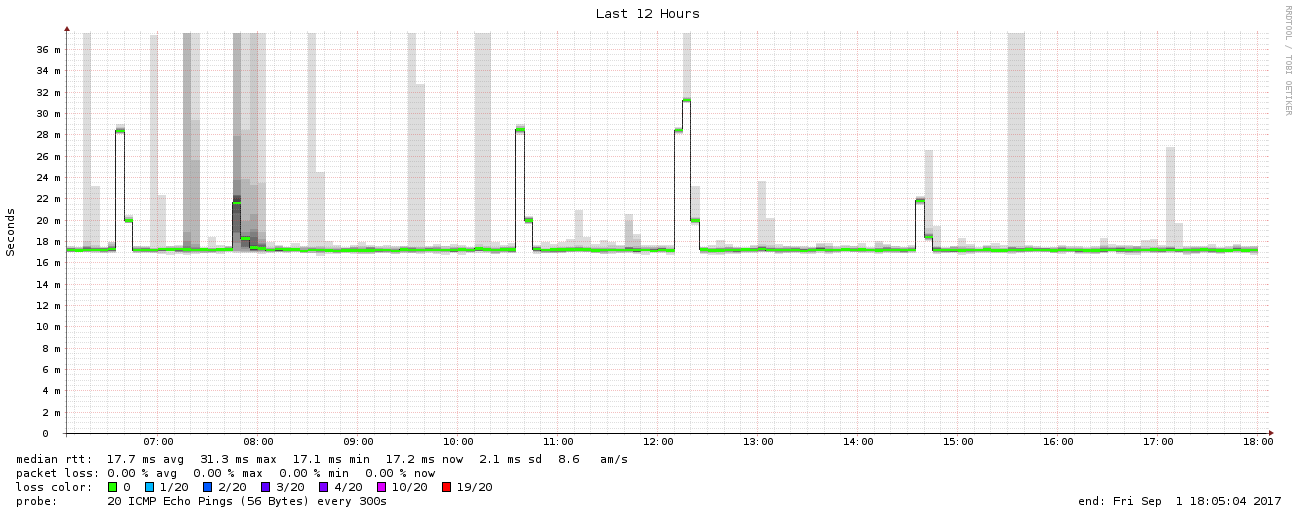 Last 12 Hours
RRDTOOL / TOBI OETIKER
Seconds
36 m
34 m
32 m
30 m
28 m
26 m
24 m
22 m
20 m
18 m
16 m
14 m
12 m
10 m
8 m
6 m
4 m
2 m
0
07:00 08:00 09:00 10:00 11:00 12:00 13:00 14:00 15:00 16:00 17:00 18:00
median rtt: 17.7 ms avg 31.3 ms max 17.1 ms min 17.2 ms now 2.1 ms sd 8.6 am/s
packet loss: 0.00 % avg 0.00 % max 0.00 % min 0.00 % now
loss color: 0 1/20 2/20 3/20 4/20 10/20 19/20
probe: 20 ICMP Echo Pings (56 Bytes) every 300s end: Fri Sep 1 18:05:04 2017